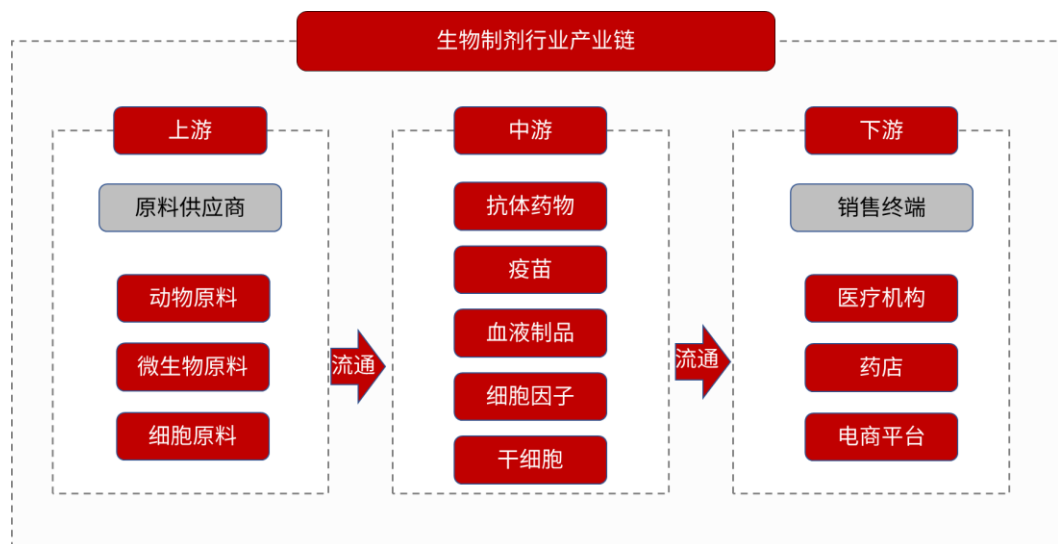 生物制剂行业产业链
上游
原料供应商
动物原料
微生物原料
细胞原料
流通
中游
抗体药物
疫苗
血液制品
细胞因子
干细胞
流通
下游
销售终端
医疗机构
药店
电商平台